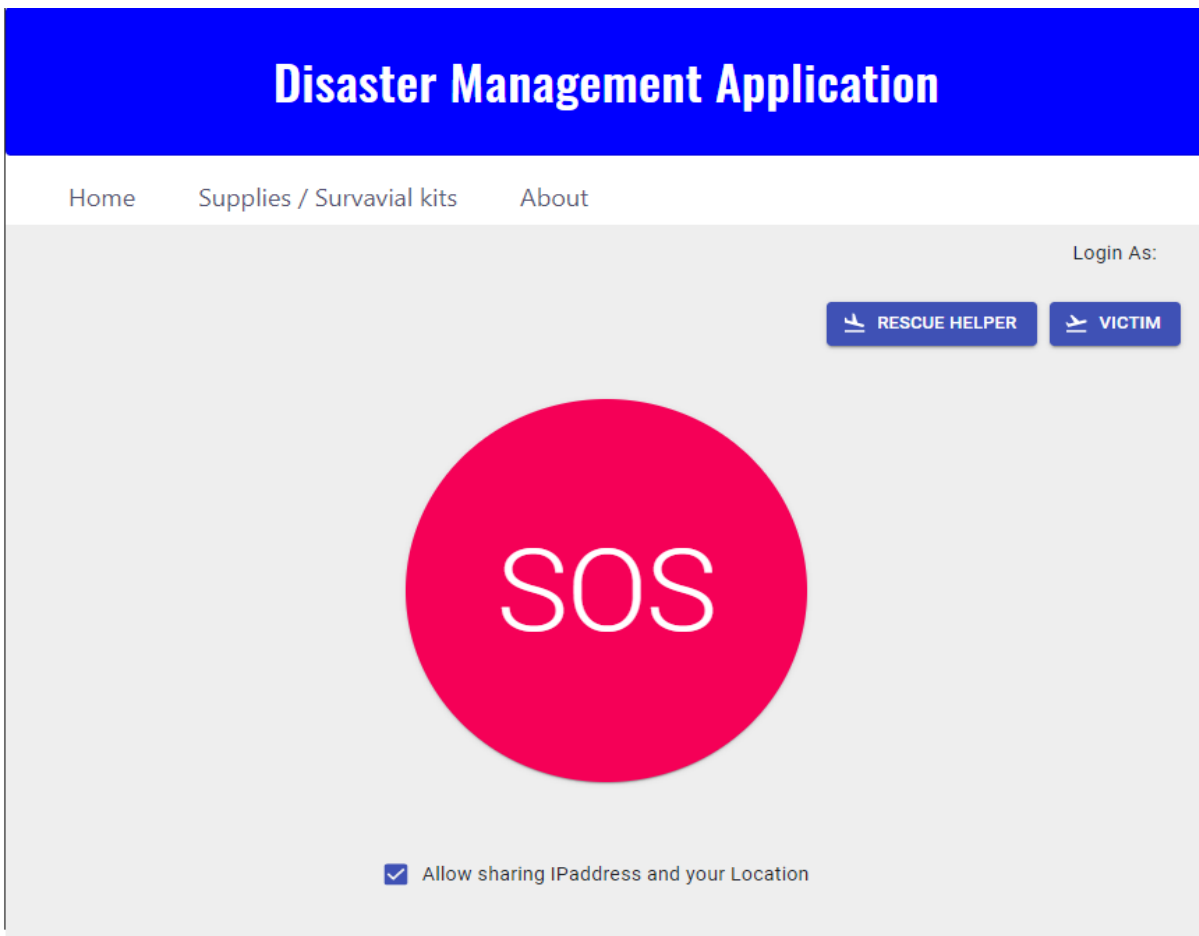 Disaster Management Application
Home Supplies / Survavial kits About
Login As:
RESCUE HELPER VICTIM
SOS
Allow sharing IPaddress and your Location